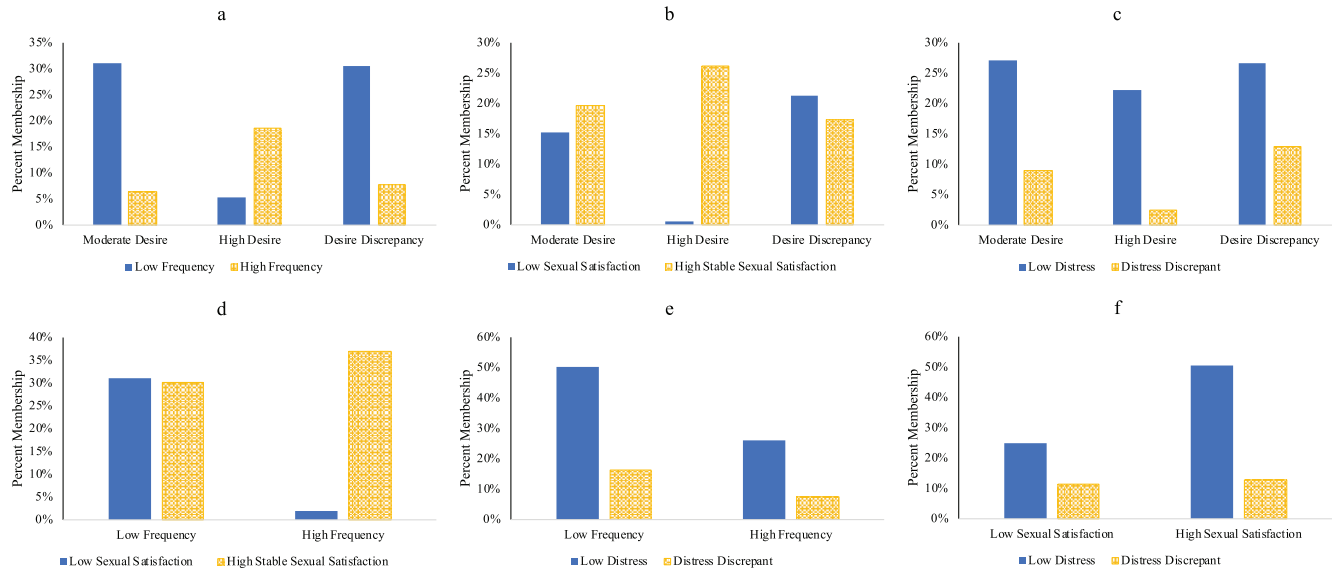 a
Percent Membership
35%
30%
25%
20%
15%
10%
5%
0%
Moderate Desire High Desire Desire Discrepancy
Low Frequency High Frequency
b
Percent Membership
30%
25%
20%
15%
10%
5%
0%
Moderate Desire High Desire Desire Discrepancy
Low Sexual Satisfaction High Stable Sexual Satisfaction
c
Percent Membership
30%
25%
20%
15%
10%
5%
0%
Moderate Desire High Desire Desire Discrepancy
Low Distress Distress Discrepant
d
Percent Membership
40%
35%
30%
25%
20%
15%
10%
5%
0%
Low Frequency High Frequency
Low Sexual Satisfaction High Stable Sexual Satisfaction
e
Percent Membership
60%
50%
40%
30%
20%
10%
0%
Low Frequency High Frequency
Low Distress Distress Discrepant
f
Percent Membership
60%
50%
40%
30%
20%
10%
0%
Low Sexual Satisfaction High Sexual Satisfaction
Low Distress Distress Discrepant